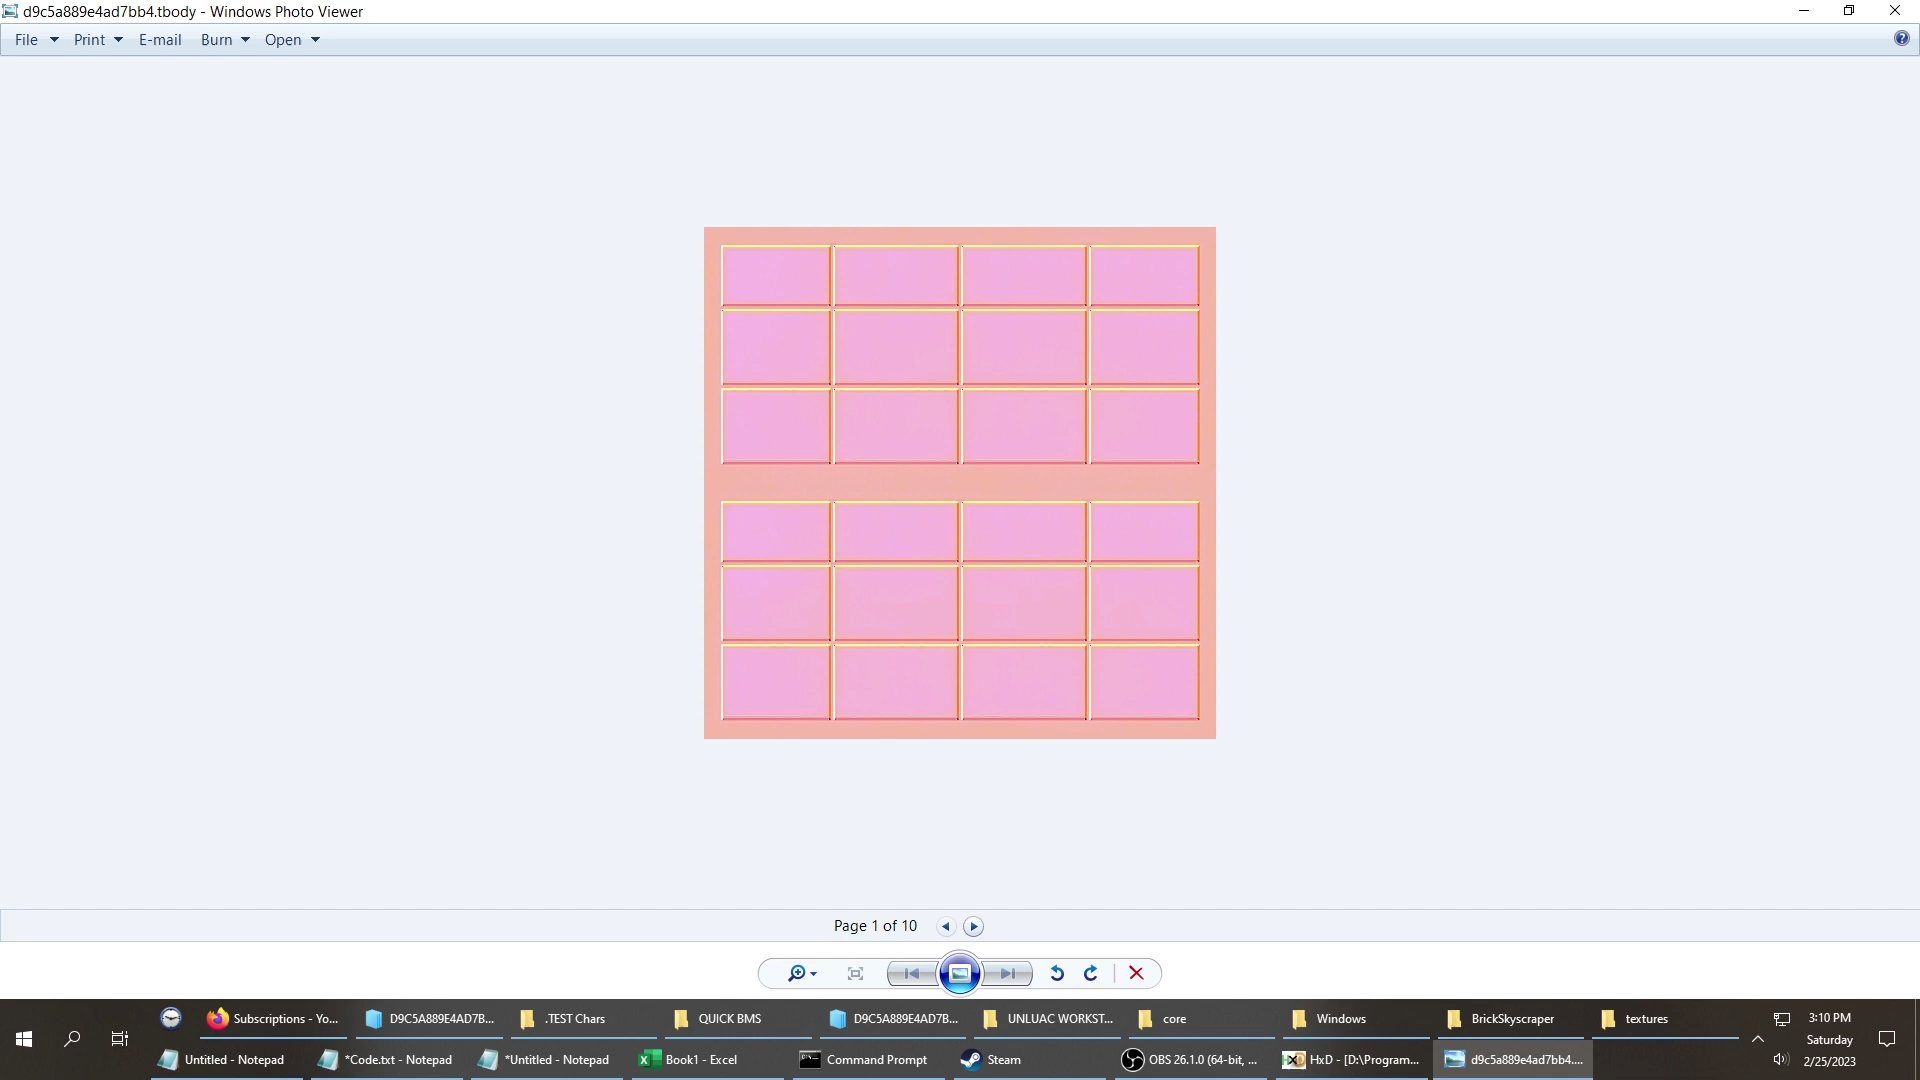 d9c5a889e4ad7bb4.tbody - Windows Photo Viewer
File Print E-mail Burn Open
Page 1 of 10
Subscriptions - Yo... D9C5A889E4AD7B... .TEST Chars QUICK BMS D9C5A889E4AD7B... UNLUAC WORKST... core Windows BrickSkyscraper textures 3:10 PM
Saturday
Untitled - Notepad *Code.txt - Notepad *Untitled - Notepad Book1 - Excel Command Prompt Steam OBS 26.1.0 (64-bit, ... HxD - [D:\Program... d9c5a889e4ad7bb4.... 2/25/2023